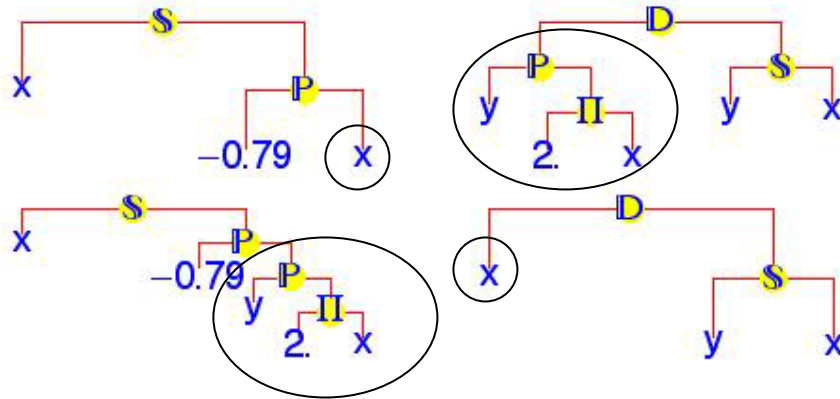 S D
x P P S
y Π y x
−0.79 x 2. x
S D
x P x
−0.79 P S
y Π
2. x y x